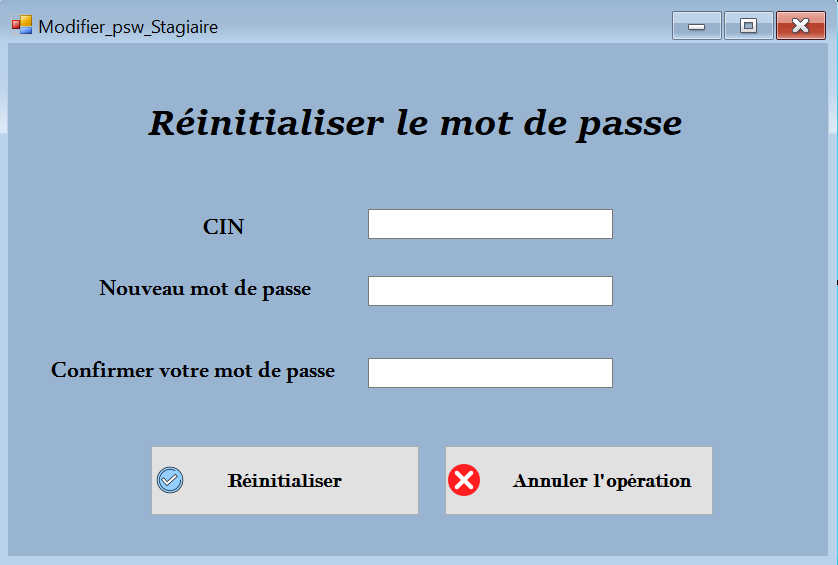 Modifier_psw_Stagiaire
Réinitialiser le mot de passe
CIN
Nouveau mot de passe
Confirmer votre mot de passe
Réinitialiser
Annuler l'opération